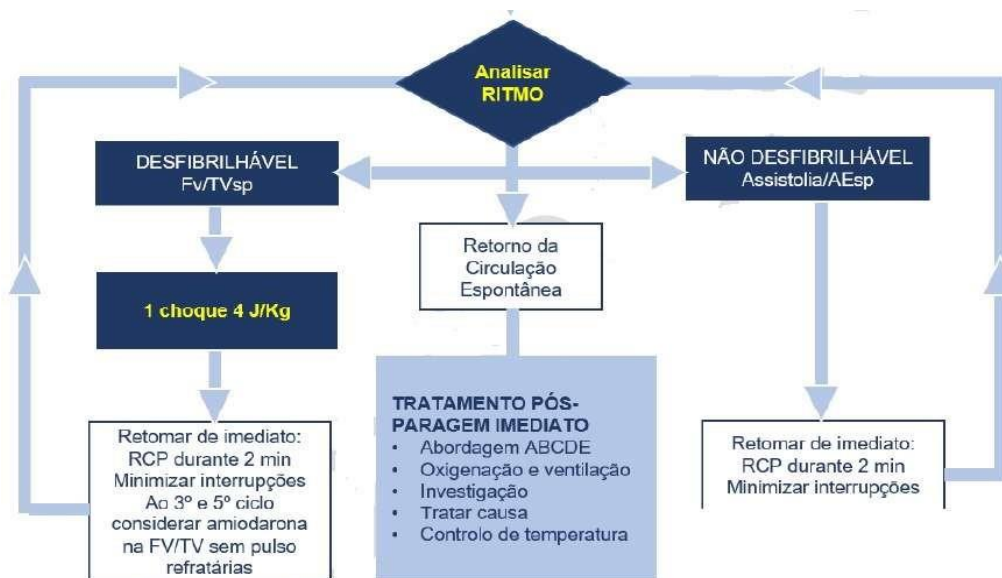 Analisar
RITMO
DESFIBRILHÁVEL
Fv/TVsp
NÃO DESFIBRILHÁVEL
Assistolia/AEsp
Retorno da
Circulação
Espontânea
1 choque 4 J/Kg
TRATAMENTO PÓS-
PARAGEM IMEDIATO
• Abordagem ABCDE
• Oxigenação e ventilação
• Investigação
• Tratar causa
• Controlo de temperatura
Retomar de imediato:
RCP durante 2 min
Minimizar interrupções
Ao 3º e 5º ciclo
considerar amiodarona
na FV/TV sem pulso
refratárias
Retomar de imediato:
RCP durante 2 min
Minimizar interrupções